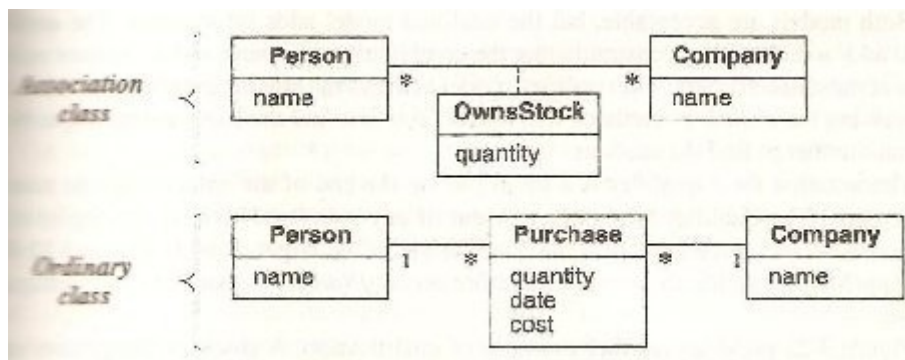 Person
Company
Association
class
name
*
*
name
OwnsStock
quantity
Person
Purchase
Company
Ordinary
class
name
1
*
quantity
date
cost
*
1
name